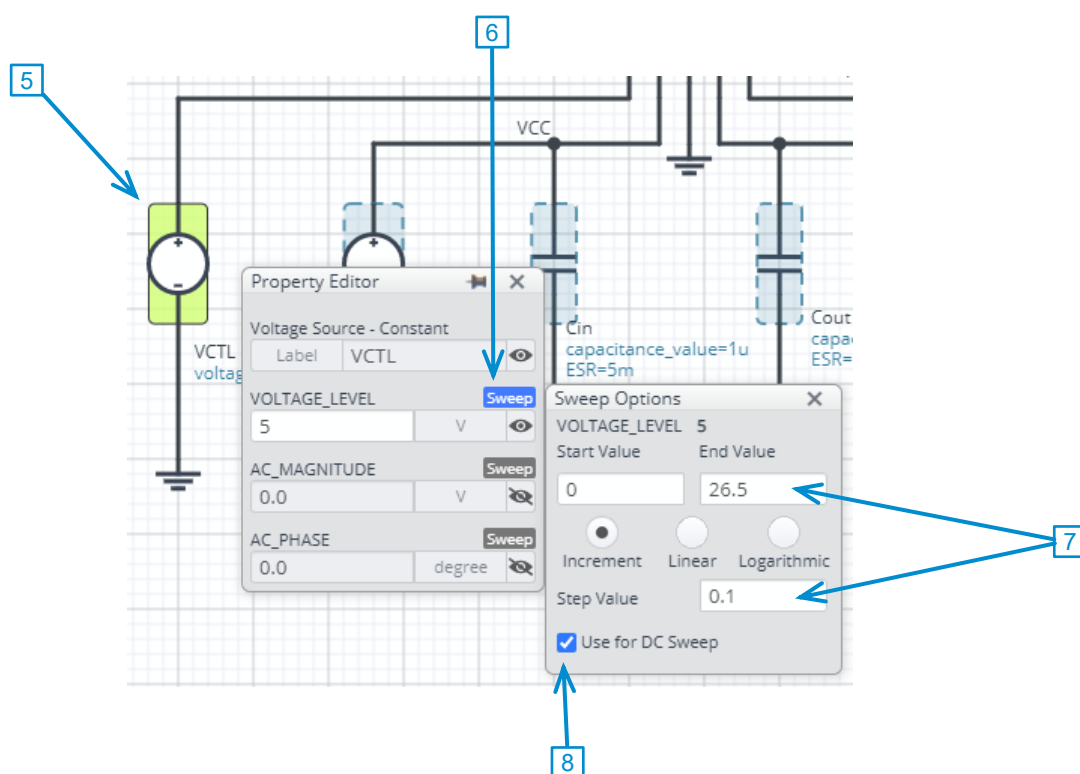 6
5
VCC
Property Editor
Voltage Source - Constant
Label VCTL
VOLTAGE_LEVEL Sweep
5 V
AC_MAGNITUDE Sweep
0.0 V
AC_PHASE Sweep
0.0 degree
VCTL
Cin
capacitance_value=1u
ESR=5m
Cout
ESR=
Sweep Options
VOLTAGE_LEVEL 5
Start Value End Value
0 26.5
Increment Linear Logarithmic
Step Value 0.1
Use for DC Sweep
7
8